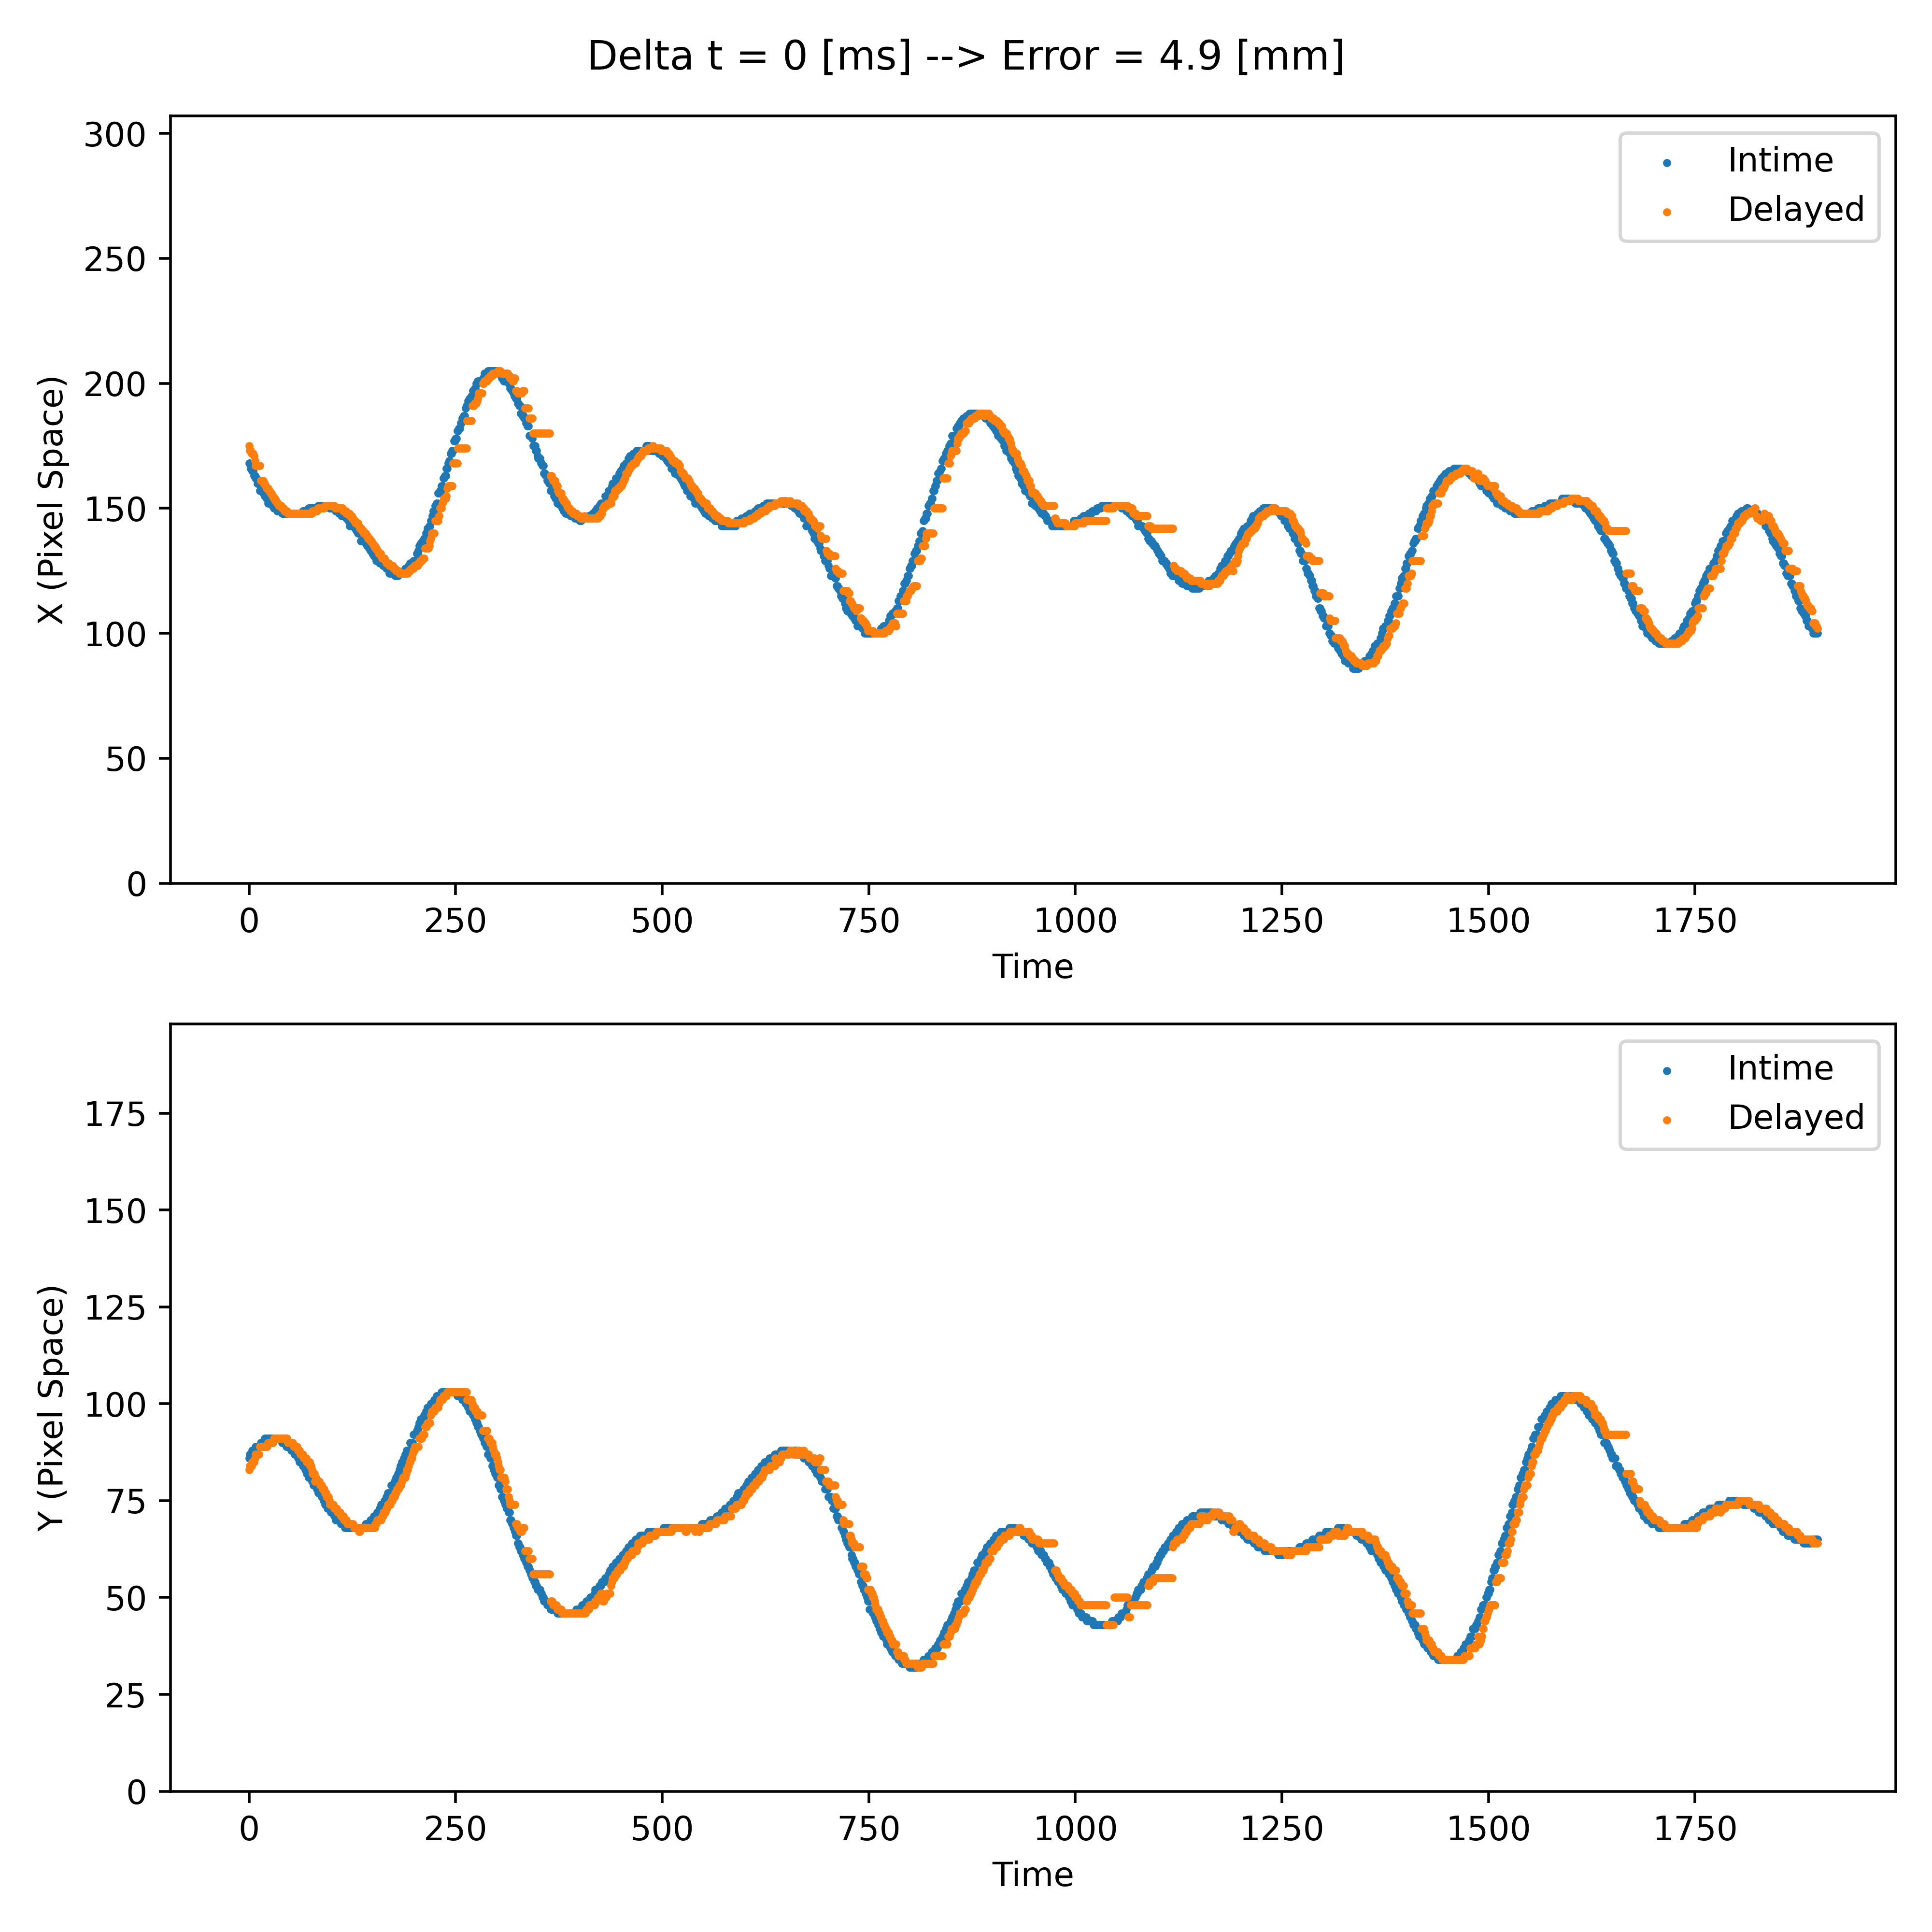 Delta t = 0 [ms] --> Error = 4.9 [mm]
300
250
200
150
100
50
0
X (Pixel Space)
Intime
Delayed
0 250 500 750 1000 1250 1500 1750
Time
175
150
125
100
75
50
25
0
Y (Pixel Space)
Intime
Delayed
0 250 500 750 1000 1250 1500 1750
Time